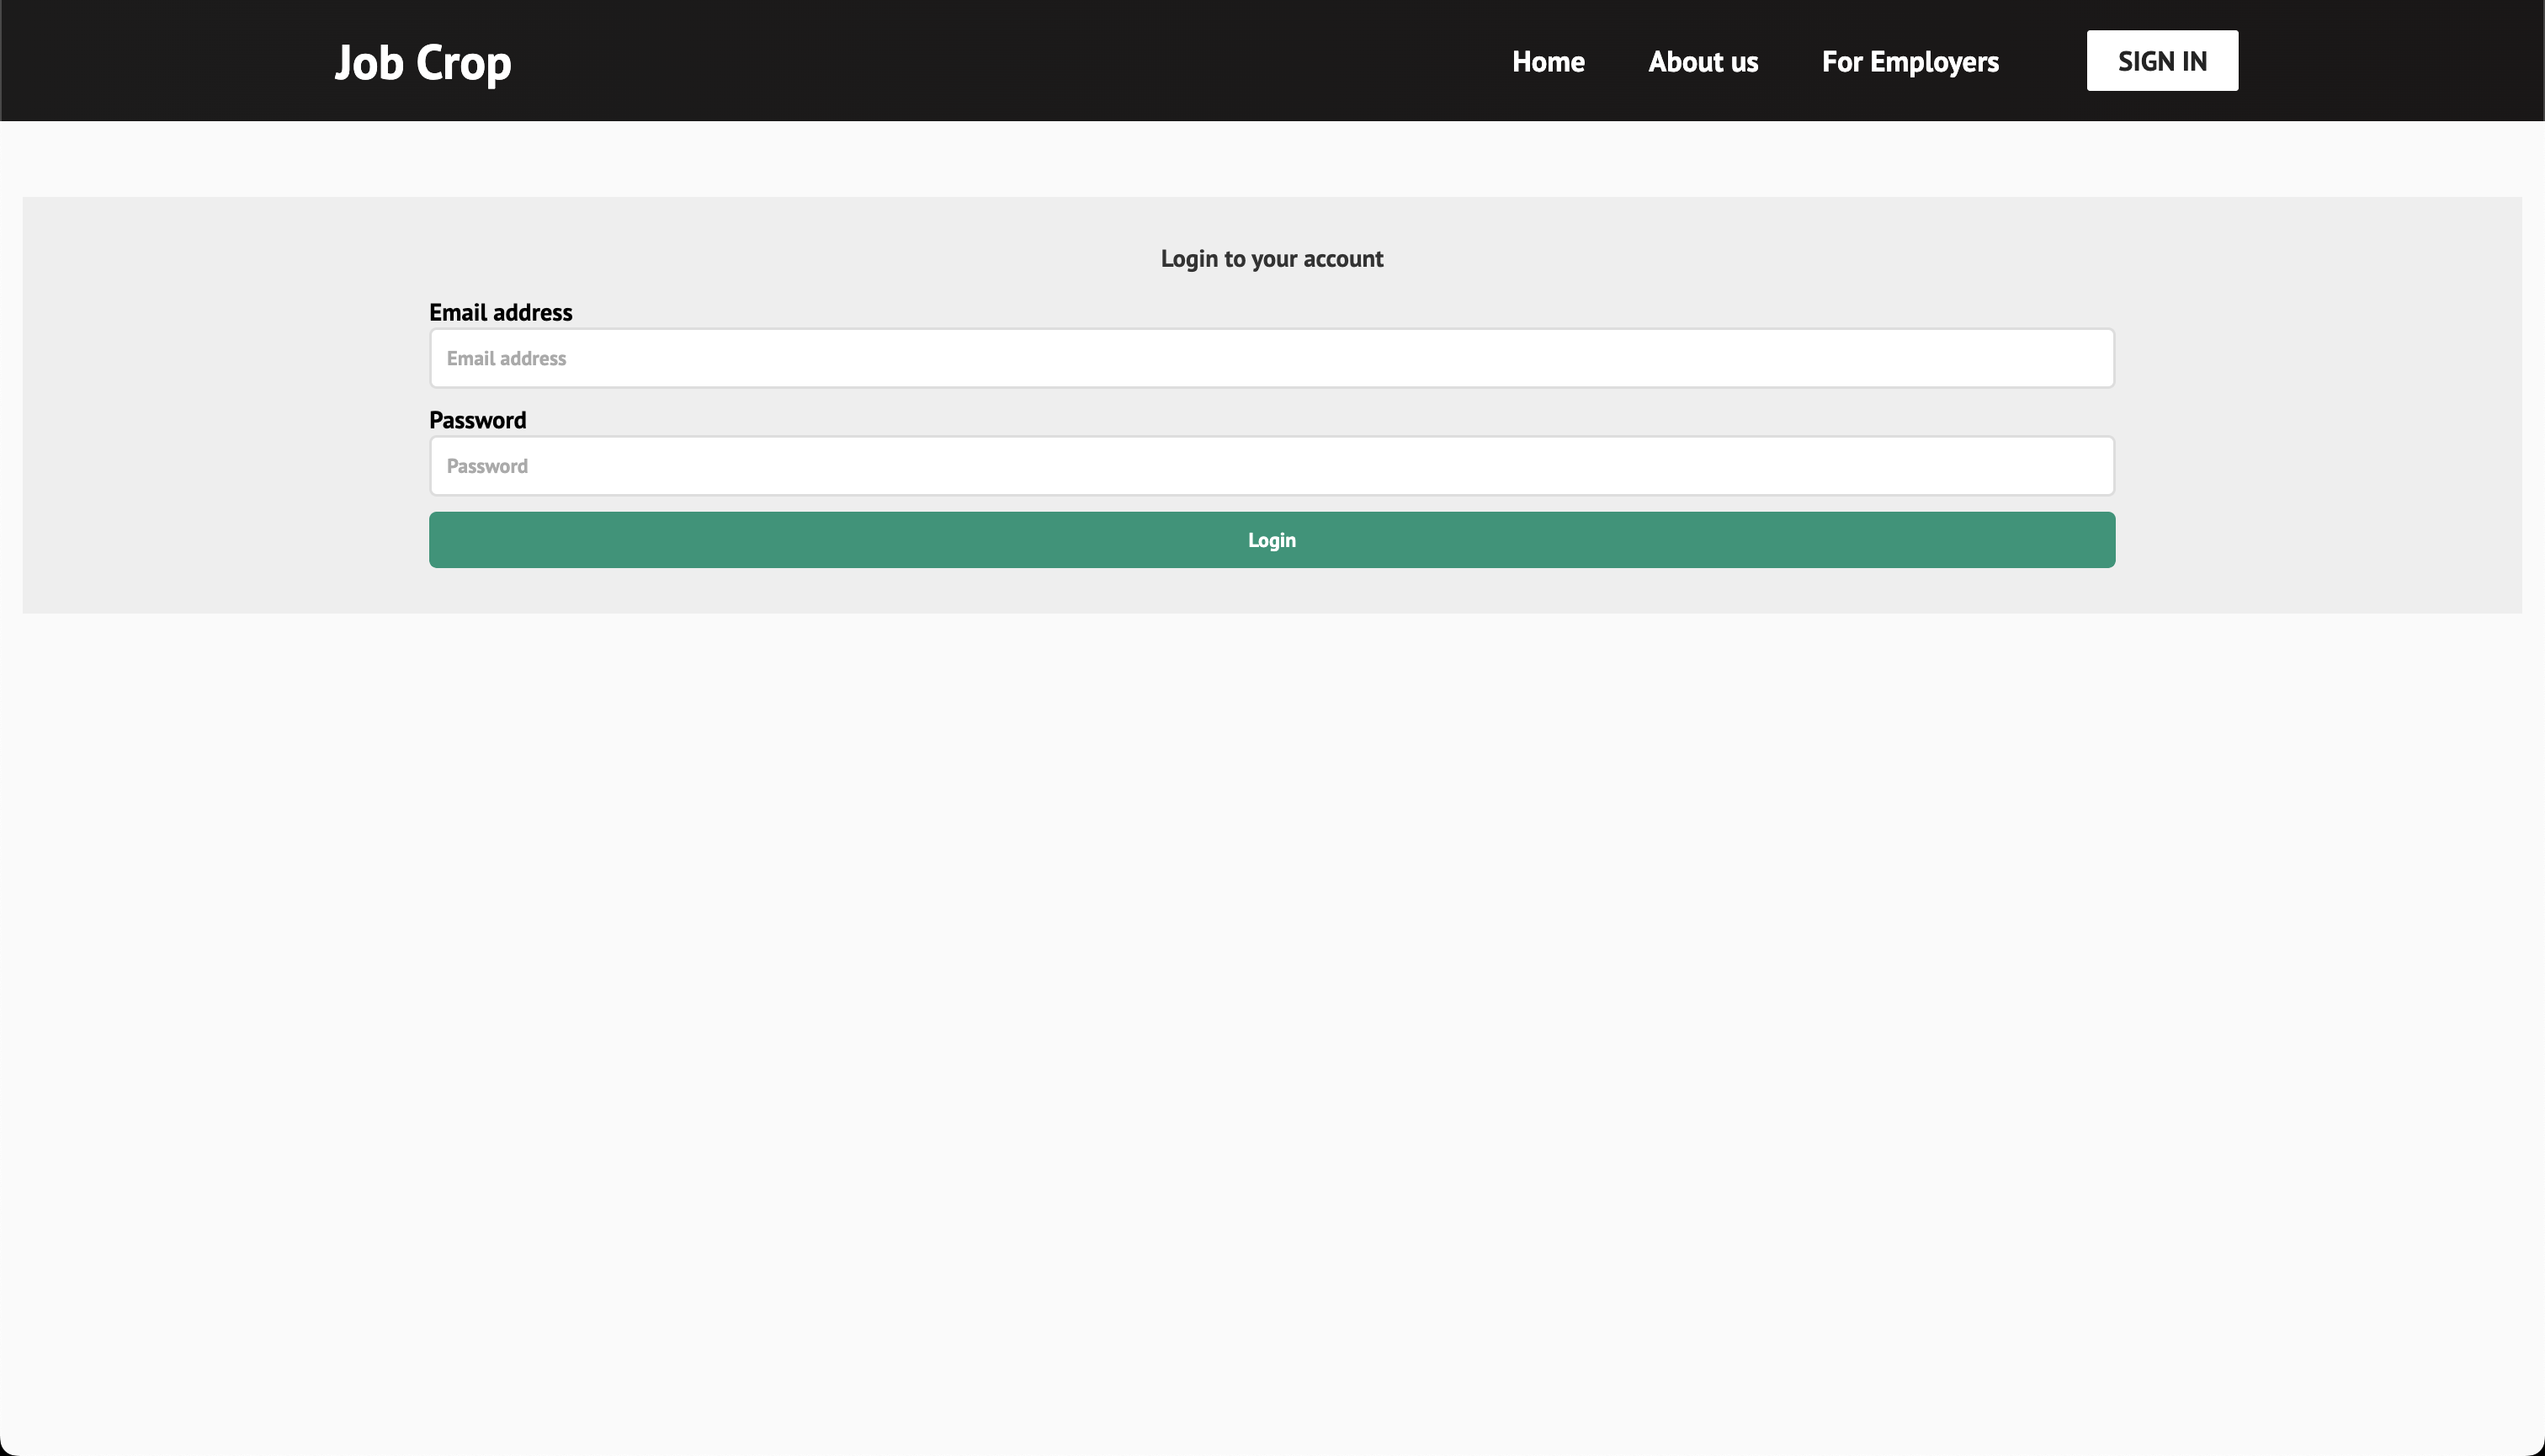 Job Crop
Home
About us
For Employers
SIGN IN
Login to your account
Email address
Email address
Password
Password
Login